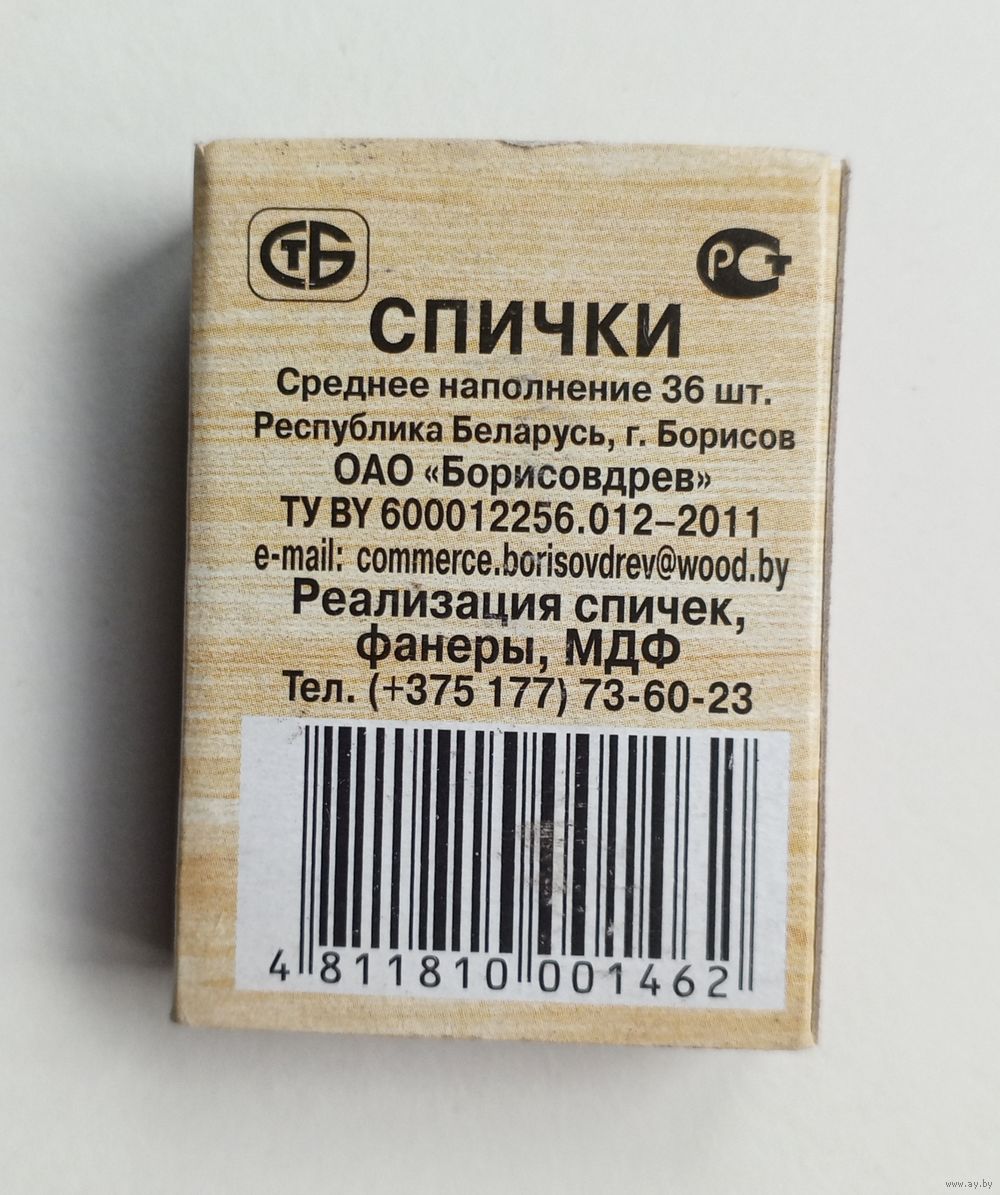 СТБ
РСТ
СПИЧКИ
Среднее наполнение 36 шт.
Республика Беларусь, г. Борисов
ОАО «Борисовдрев»
ТУ BY 600012256.012–2011
e-mail: commerce.borisovdrev@wood.by
Реализация спичек,
фанеры, МДФ
Тел. (+375 177) 73-60-23
4 811810 001462
www.ay.by